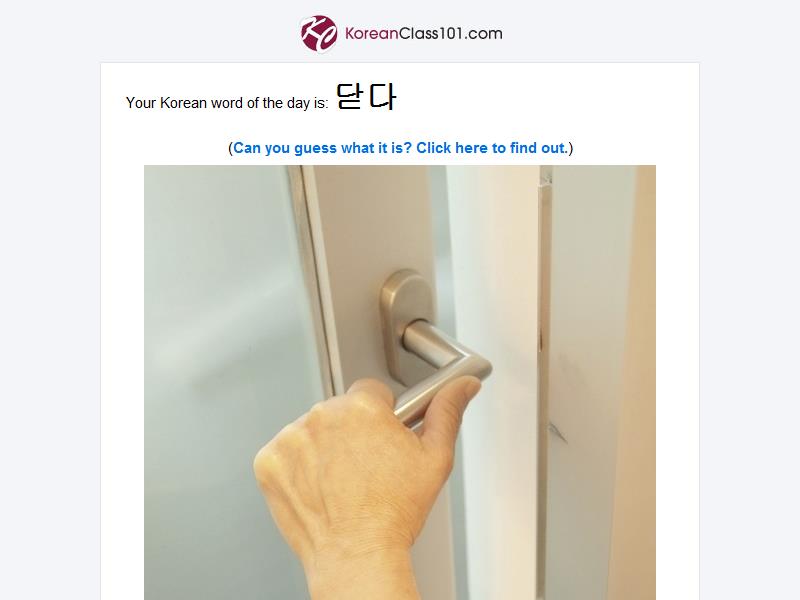 KoreanClass101.com
Your Korean word of the day is: 닫다
(Can you guess what it is? Click here to find out.)